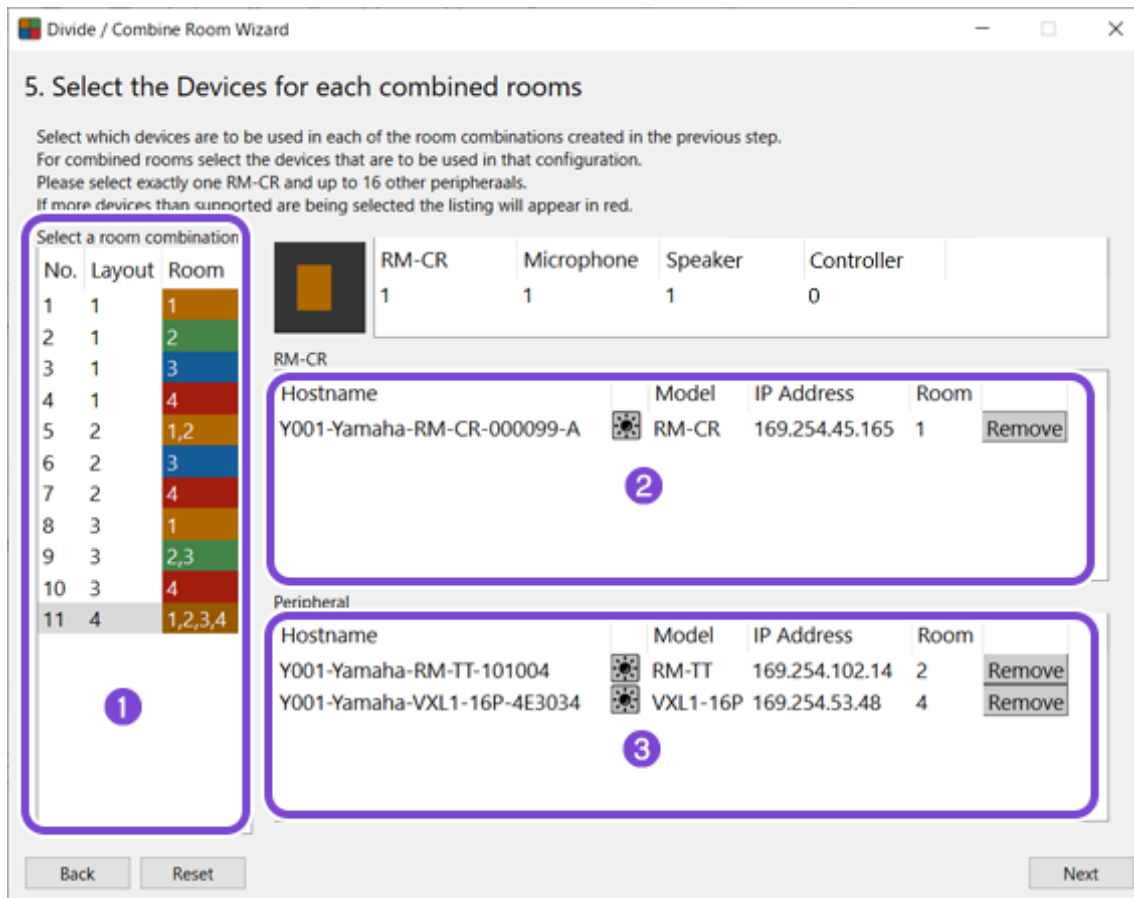 Divide / Combine Room Wizard
5. Select the Devices for each combined rooms
Select which devices are to be used in each of the room combinations created in the previous step.
For combined rooms select the devices that are to be used in that configuration.
Please select exactly one RM-CR and up to 16 other peripheraals.
If more devices than supported are being selected the listing will appear in red.
Select a room combination
No. Layout Room
1 1 1
2 1 2
3 1 3
4 1 4
5 2 1,2
6 2 3
7 2 4
8 3 1
9 3 2,3
10 3 4
11 4 1,2,3,4
1
RM-CR Microphone Speaker Controller
1 1 1 0
RM-CR
Hostname Model IP Address Room
Y001-Yamaha-RM-CR-000099-A RM-CR 169.254.45.165 1 Remove
2
Peripheral
Hostname Model IP Address Room
Y001-Yamaha-RM-TT-101004 RM-TT 169.254.102.14 2 Remove
Y001-Yamaha-VXL1-16P-4E3034 VXL1-16P 169.254.53.48 4 Remove
3
Back Reset Next